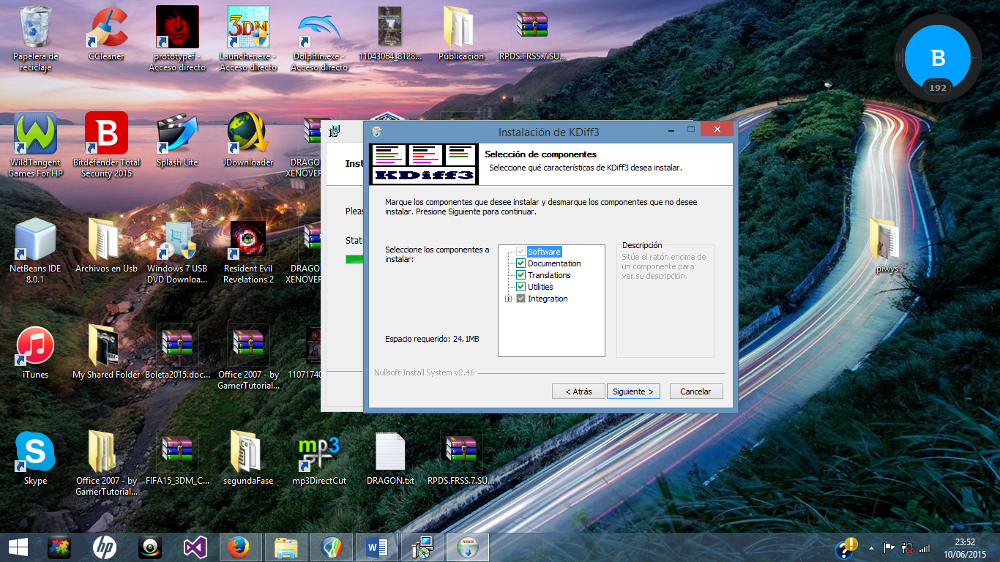 Papelera de
reciclaje
CCleaner
prototypef -
Acceso directo
3DM
Launcher.exe -
Acceso directo
Dolphin.exe -
Acceso directo
11043064_8128...
Publicacion
RPDS.FRSS.7.SU...
B
192
WildTangent
Games For HP
B
Bitdefender Total
Security 2015
Splash Lite
JDownloader
DRAGO
XENOVER
NetBeans IDE
8.0.1
Archivos en Usb
Windows 7 USB
DVD Downloa...
Resident Evil
Revelations 2
DRAGO
XENOVER
iTunes
My Shared Folder
Boleta2015.doc...
Office 2007 - by
GamerTutorial...
1107174
Skype
Office 2007 - by
GamerTutorial...
FIFA15_3DM_C...
segundaFase
mp3
mp3DirectCut
DRAGON.txt
RPDS.FRSS.7.SU...
piwys
Inst
Pleas
Stat
Instalación de KDiff3
KDiff3
Selección de componentes
Seleccione qué características de KDiff3 desea instalar.
Marque los componentes que desee instalar y desmarque los componentes que no desee
instalar. Presione Siguiente para continuar.
Seleccione los componentes a
instalar:
Software
Documentation
Translations
Utilities
Integration
Descripción
Sitúe el ratón encima de
un componente para
ver su descripción.
Espacio requerido: 24.1MB
Nullsoft Install System v2.46
< Atrás
Siguiente >
Cancelar
hp
23:52
10/06/2015